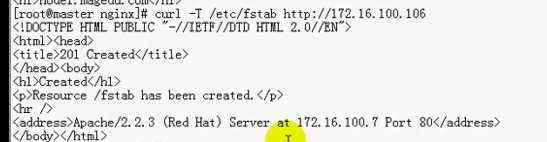 <h1>node1.magedu.com</h1>
[root@master nginx]# curl -T /etc/fstab http://172.16.100.106
<!DOCTYPE HTML PUBLIC "-//IETF//DTD HTML 2.0//EN">
<html><head>
<title>201 Created</title>
</head><body>
<h1>Created</h1>
<p>Resource /fstab has been created.</p>
<hr />
<address>Apache/2.2.3 (Red Hat) Server at 172.16.100.7 Port 80</address>
</body></html>